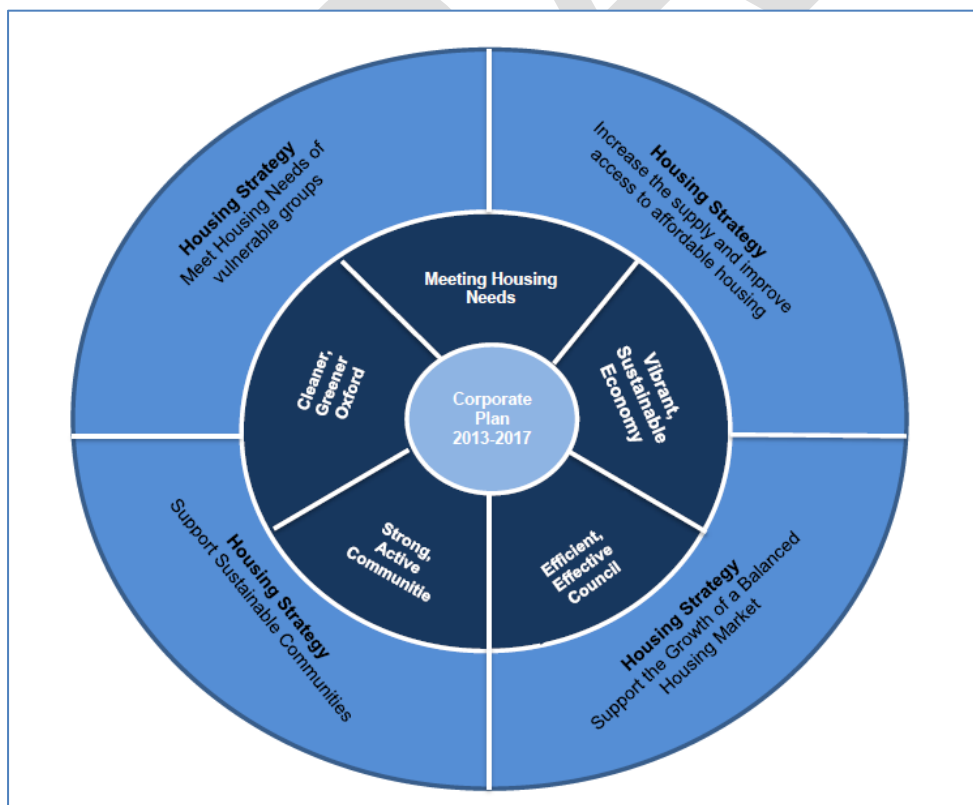 Housing Strategy
Meet Housing Needs of
vulnerable groups
Housing Strategy
Increase the supply and improve
access to affordable housing
Meeting Housing
Needs
Cleaner,
Greener
Oxford
Vibrant,
Sustainable
Economy
Corporate
Plan
2013-2017
Strong,
Active
Communitie
Efficient,
Effective
Council
Housing Strategy
Support Sustainable Communities
Housing Strategy
Support the Growth of a Balanced
Housing Market